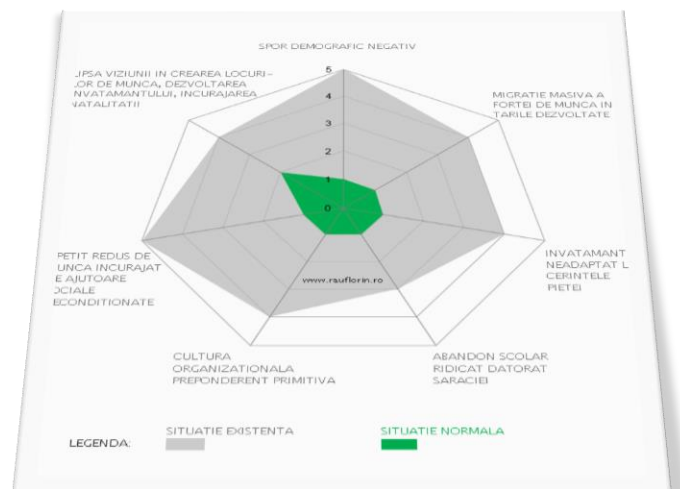 SPOR DEMOGRAFIC NEGATIV
LIPSA VIZIUNII IN CREAREA LOCURI-
LOR DE MUNCA, DEZVOLTAREA
INVATAMANTULUI, INCURAJAREA
NATALITATII
MIGRATIE MASIVA A
FORTEI DE MUNCA IN
TARILE DEZVOLTATE
5
4
3
2
1
0
www.rauflorin.ro
PETIT REDUS DE
UNCA INCURAJAT
E AJUTOARE
OCIALE
ECONDITIONATE
INVATAMANT
NEADAPTAT L
CERINTELE
PIETEI
CULTURA
ORGANIZATIONALA
PREPONDERENT PRIMITIVA
ABANDON SCOLAR
RIDICAT DATORAT
SARACIEI
LEGENDA:
SITUATIE EXISTENTA
SITUATIE NORMALA